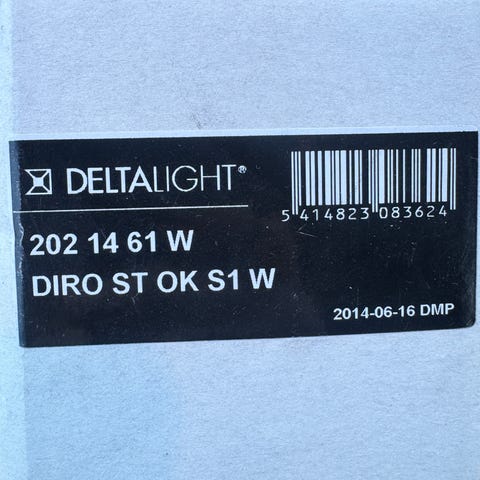 DELTALIGHT®
5 414823 083624
202 14 61 W
DIRO ST OK S1 W
2014-06-16 DMP